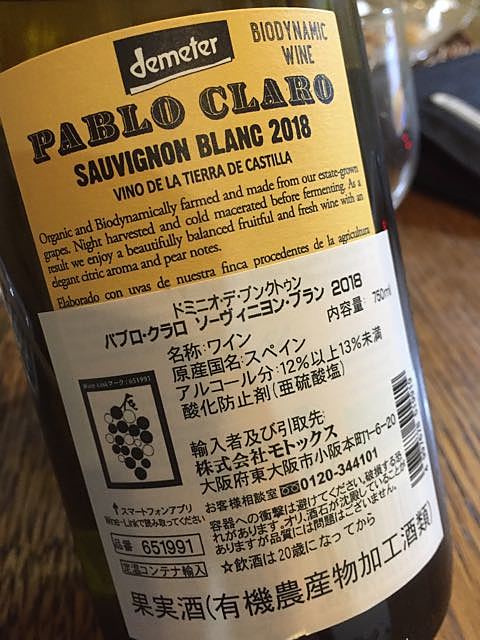 demeter
BIODYNAMIC
WINE
PABLO CLARO
SAUVIGNON BLANC 2018
VINO DE LA TIERRA DE CASTILLA
Organic and Biodynamically farmed and made from our estate-grown
grapes. Night harvested and cold macerated before fermenting. As a
result we enjoy a beautifully balanced fruitful and fresh wine with an
elegant citric aroma and pear notes.
Elaborado con uvas de nuestra finca procedentes de la agricultura
ドミニオ・デ・プンクトゥン
パブロ・クラロ ソーヴィニヨン・ブラン 2018
名称:ワイン 内容量: 750ml
原産国名:スペイン
アルコール分:12%以上13%未満
酸化防止剤(亜硫酸塩)
Wine-Linkマーク:651991
輸入者及び引取先:
株式会社モトックス
大阪府東大阪市小阪本町1-6-20
お客様相談室 0120-344101
スマートフォンアプリ
Wine-Linkで読み取ってください
容器への衝撃は避けてください。破損する恐
れがあります。オリ、酒石が沈殿していることが
ありますが品質には問題はございません。
品番 651991
☆飲酒は20歳になってから
定温コンテナ輸入
果実酒(有機農産物加工酒類)